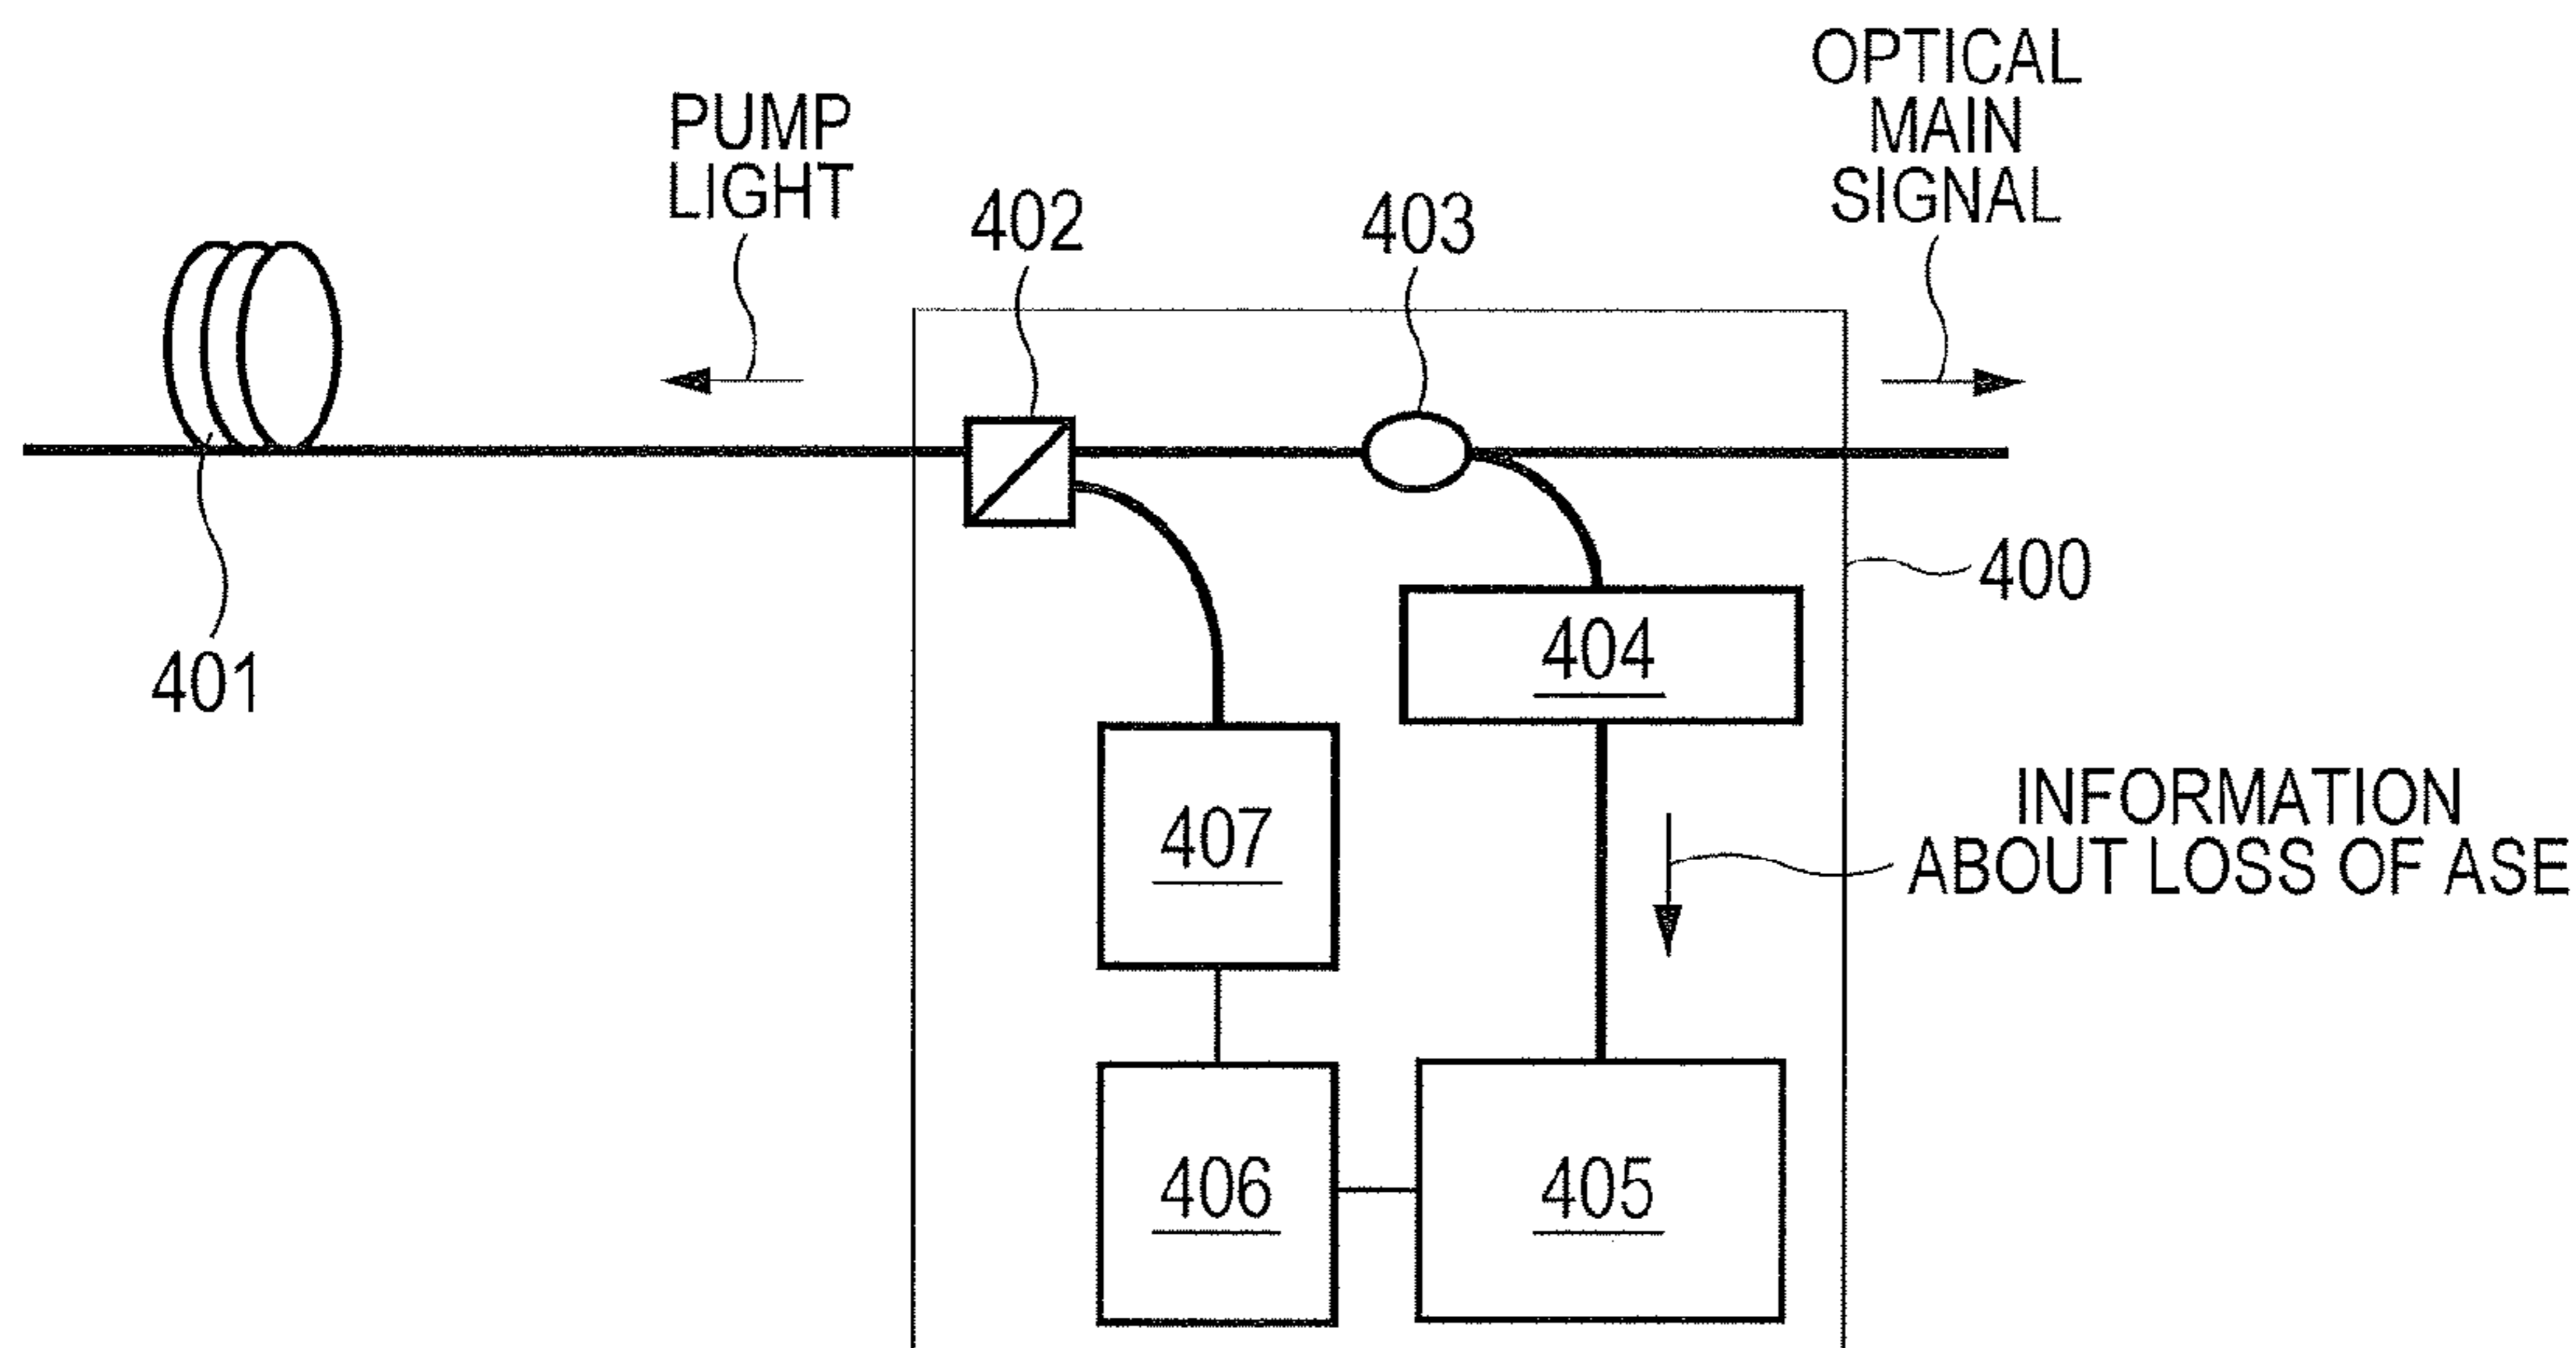 OPTICAL
MAIN
SIGNAL
PUMP
LIGHT
402
403
400
401
404
407
INFORMATION
ABOUT LOSS OF ASE
406
405